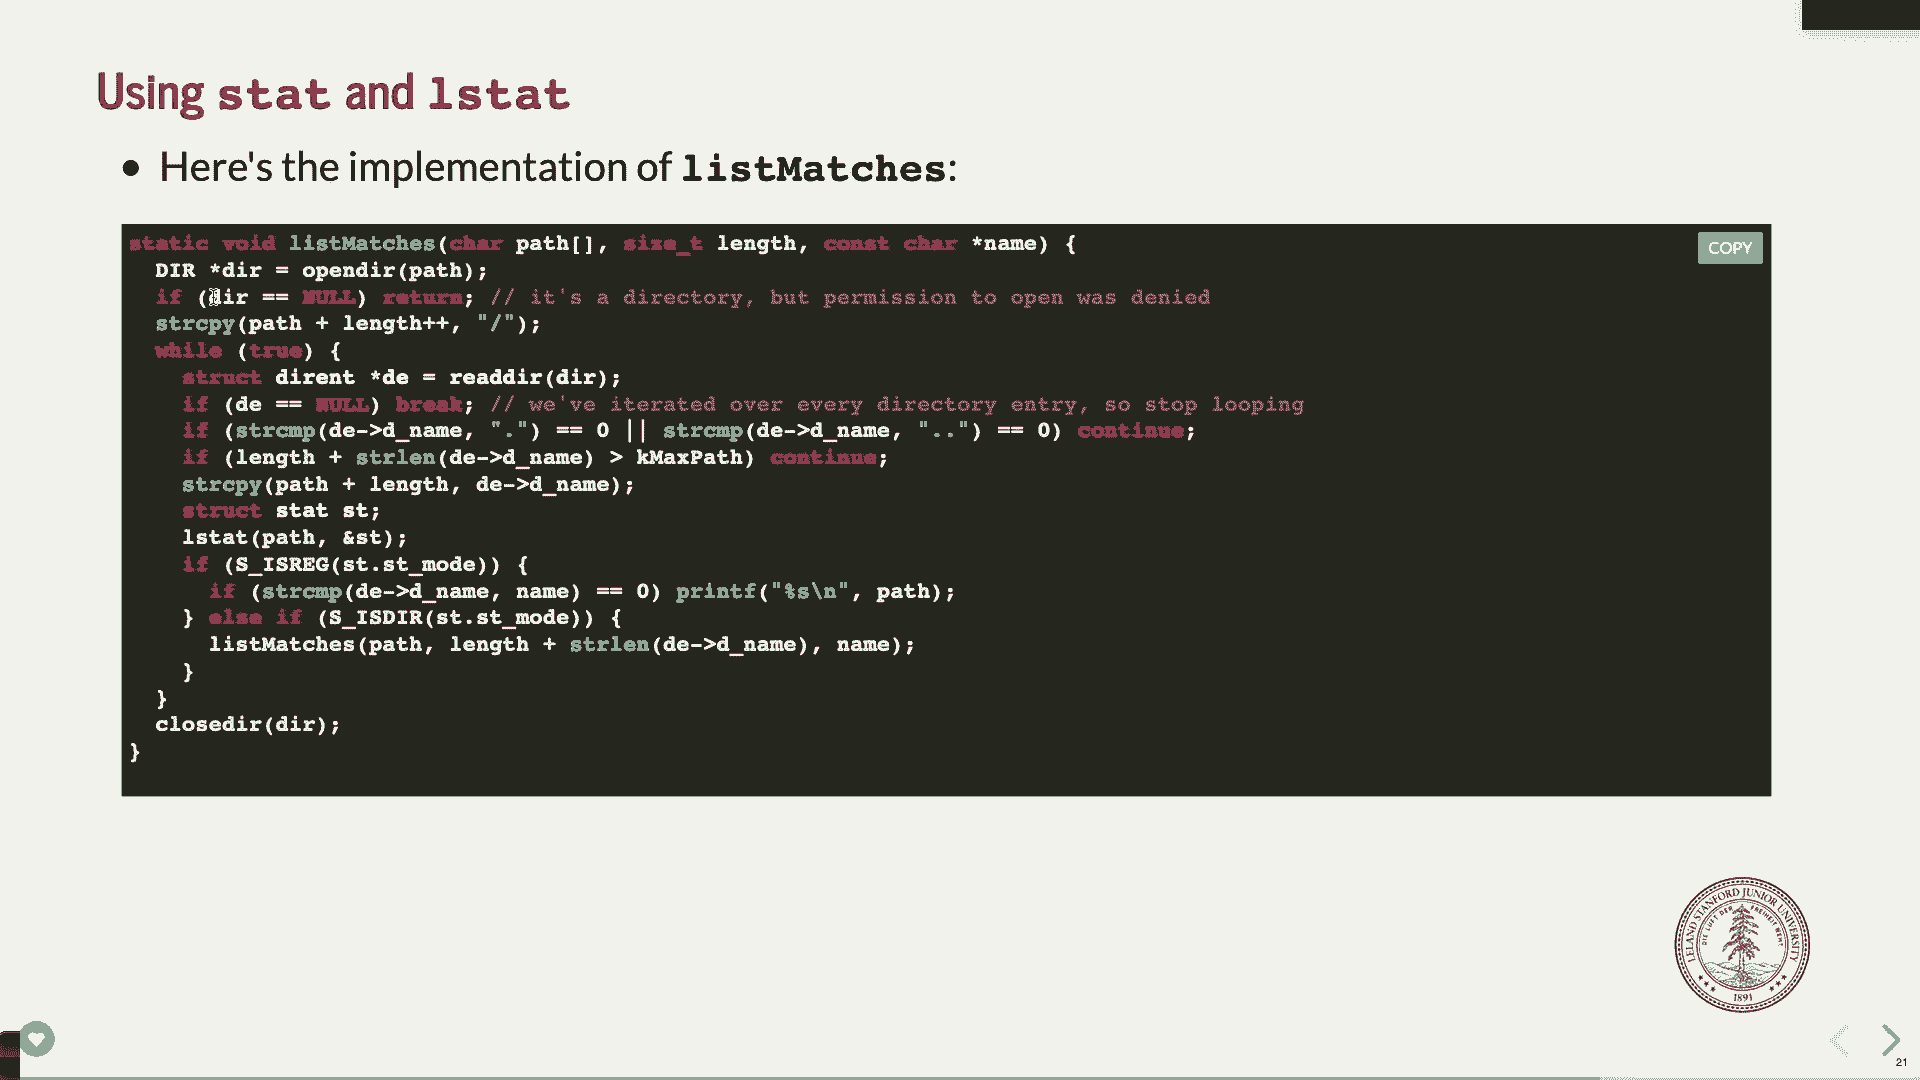 Using stat and lstat
• Here's the implementation of listMatches:
static void listMatches(char path[], size_t length, const char *name) {
  DIR *dir = opendir(path);
  if (dir == NULL) return; // it's a directory, but permission to open was denied
  strcpy(path + length++, "/");
  while (true) {
    struct dirent *de = readdir(dir);
    if (de == NULL) break; // we've iterated over every directory entry, so stop looping
    if (strcmp(de->d_name, ".") == 0 || strcmp(de->d_name, "..") == 0) continue;
    if (length + strlen(de->d_name) > kMaxPath) continue;
    strcpy(path + length, de->d_name);
    struct stat st;
    lstat(path, &st);
    if (S_ISREG(st.st_mode)) {
      if (strcmp(de->d_name, name) == 0) printf("%s\n", path);
    } else if (S_ISDIR(st.st_mode)) {
      listMatches(path, length + strlen(de->d_name), name);
    }
  }
  closedir(dir);
}
COPY
LELAND STANFORD JUNIOR UNIVERSITY
DIE LUFT DER FREIHEIT WEHT
1891
21